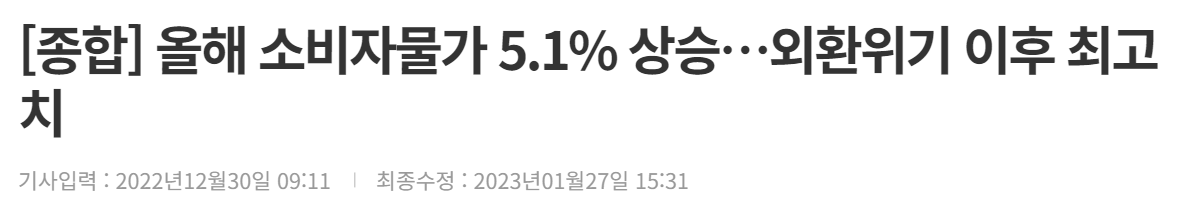 [종합] 올해 소비자물가 5.1% 상승…외환위기 이후 최고
치
기사입력 : 2022년12월30일 09:11 | 최종수정 : 2023년01월27일 15:31